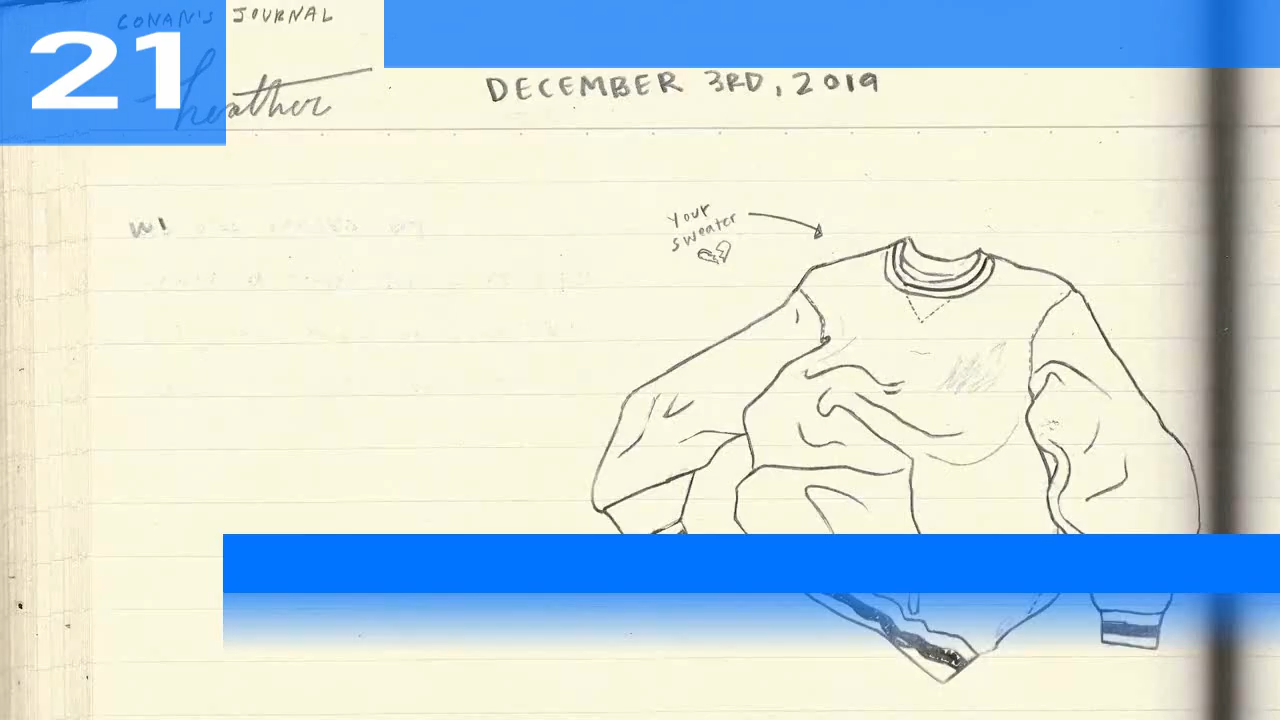 CONAN'S JOURNAL
21
heather
DECEMBER 3RD, 2019
your
sweater